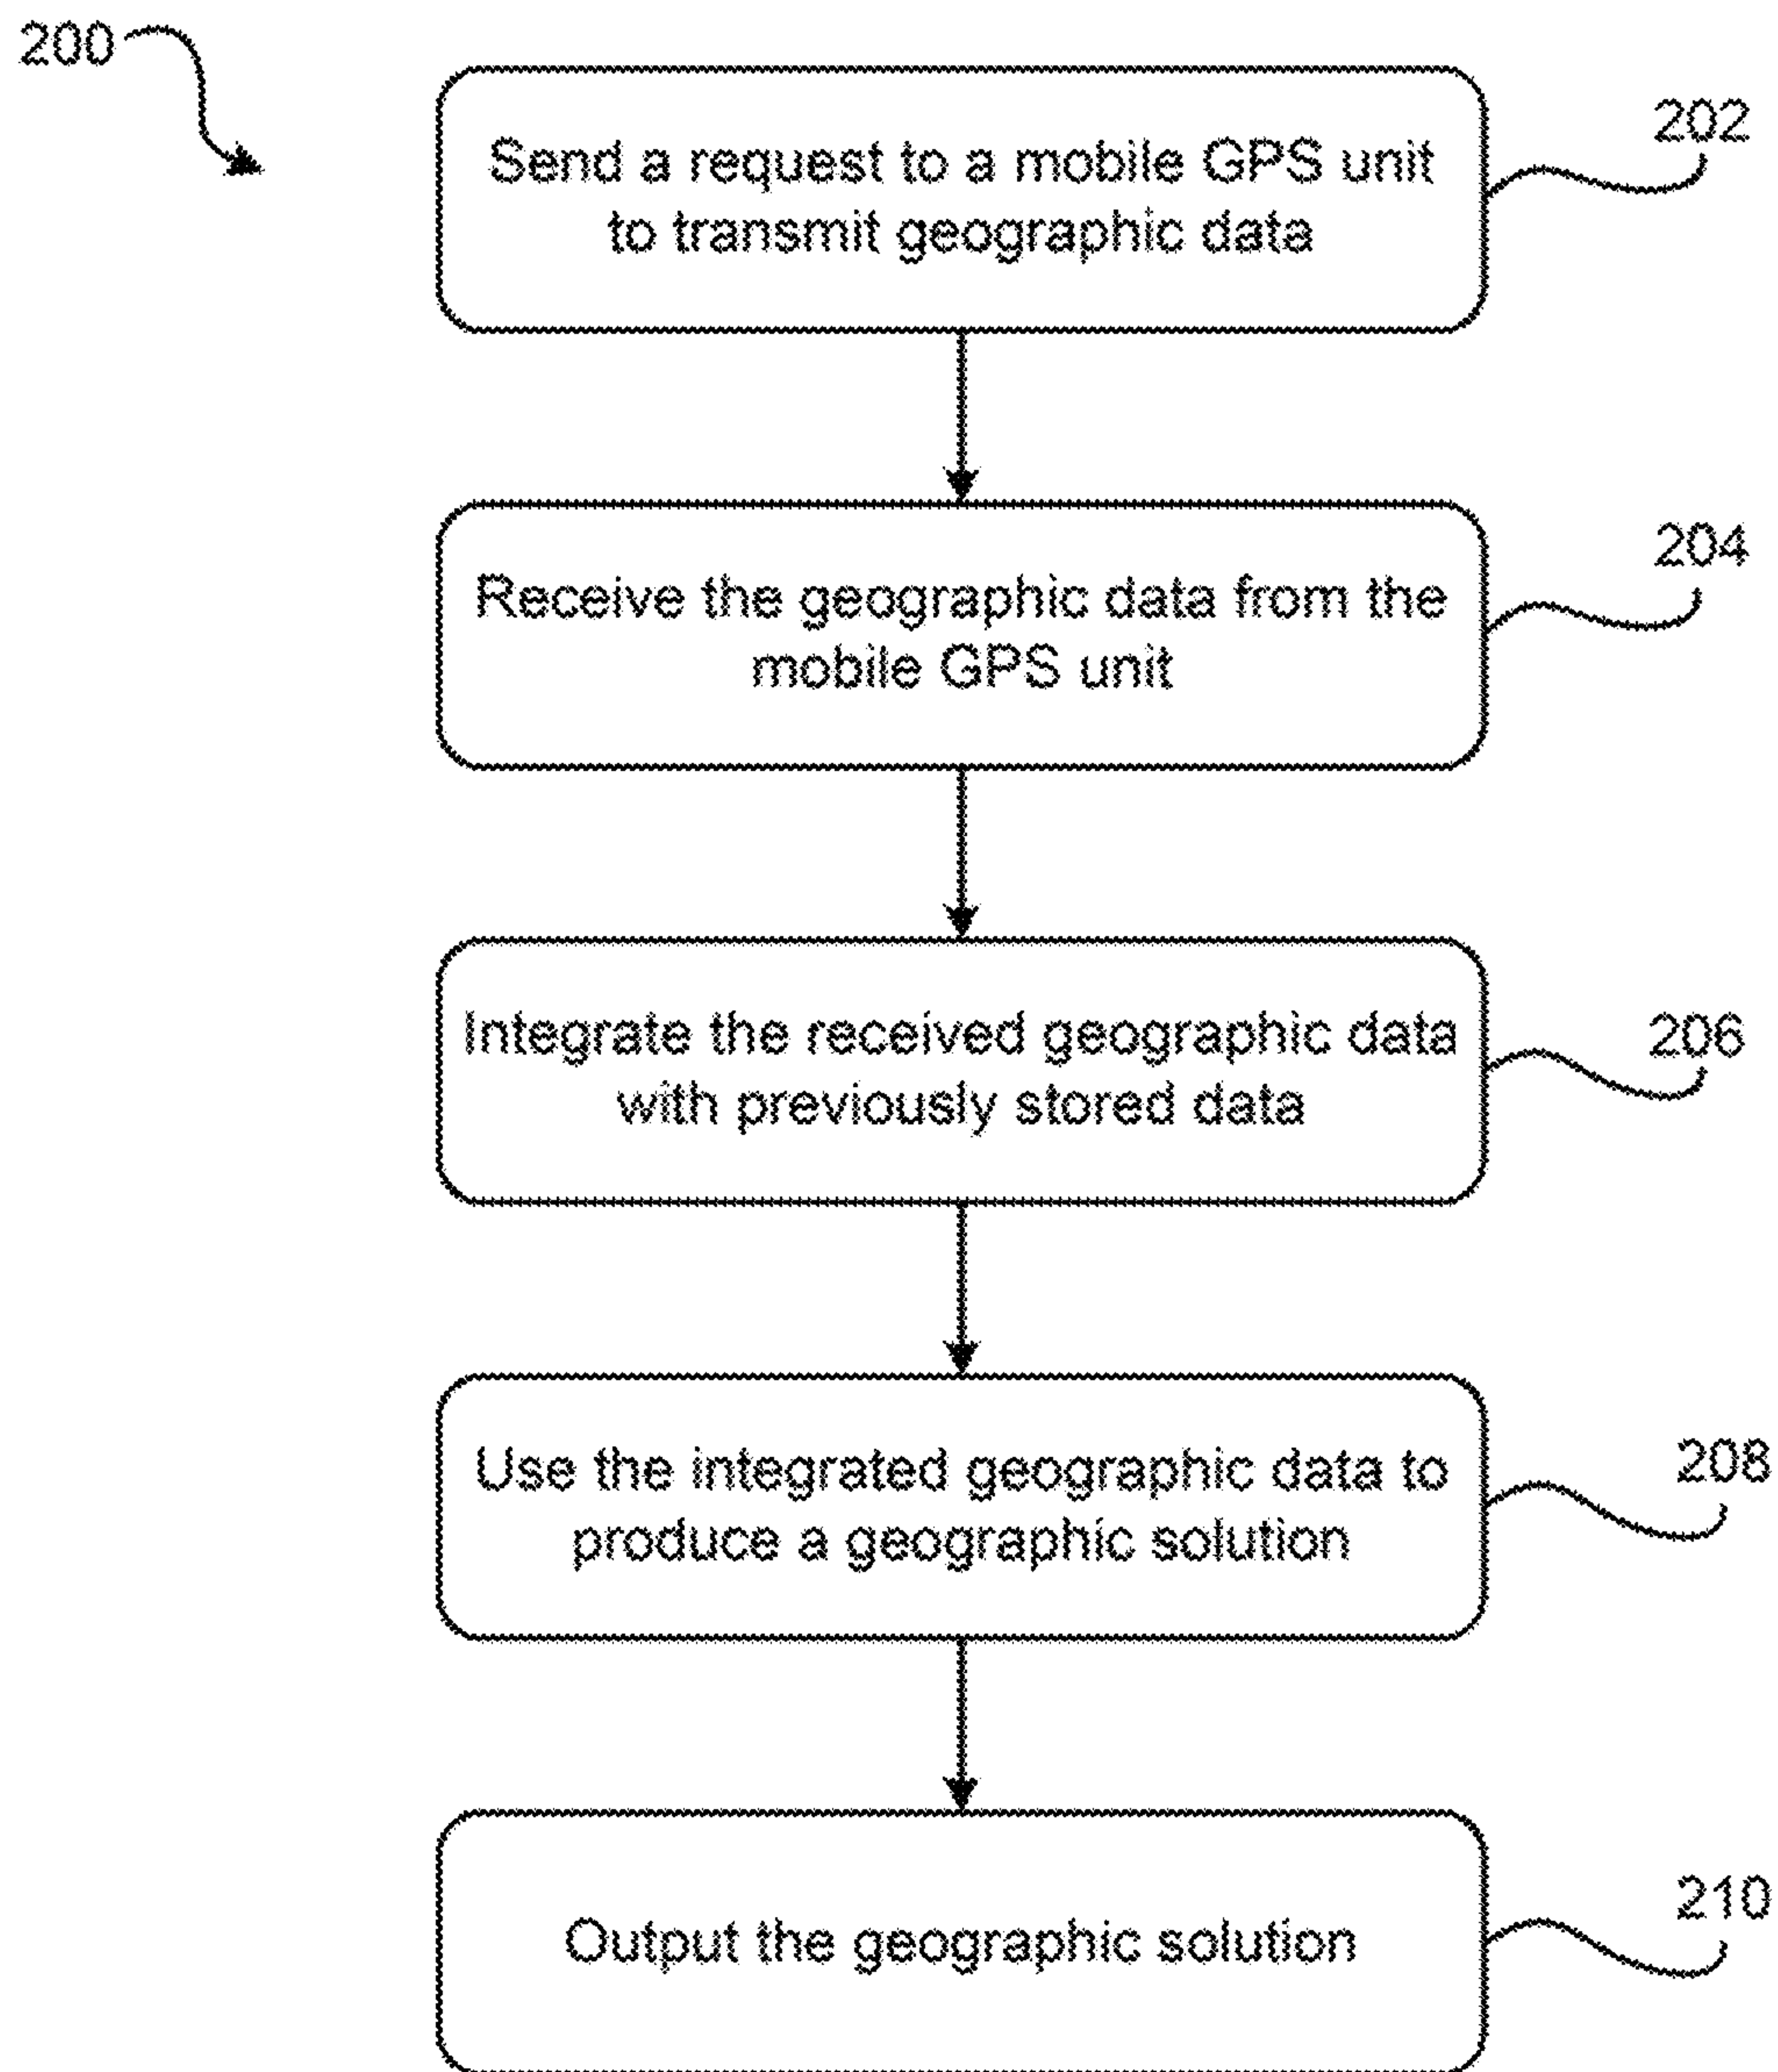 200
Send a request to a mobile GPS unit
to transmit geographic data
202
Receive the geographic data from the
mobile GPS unit
204
Integrate the received geographic data
with previously stored data
206
Use the integrated geographic data to
produce a geographic solution
208
Output the geographic solution
210